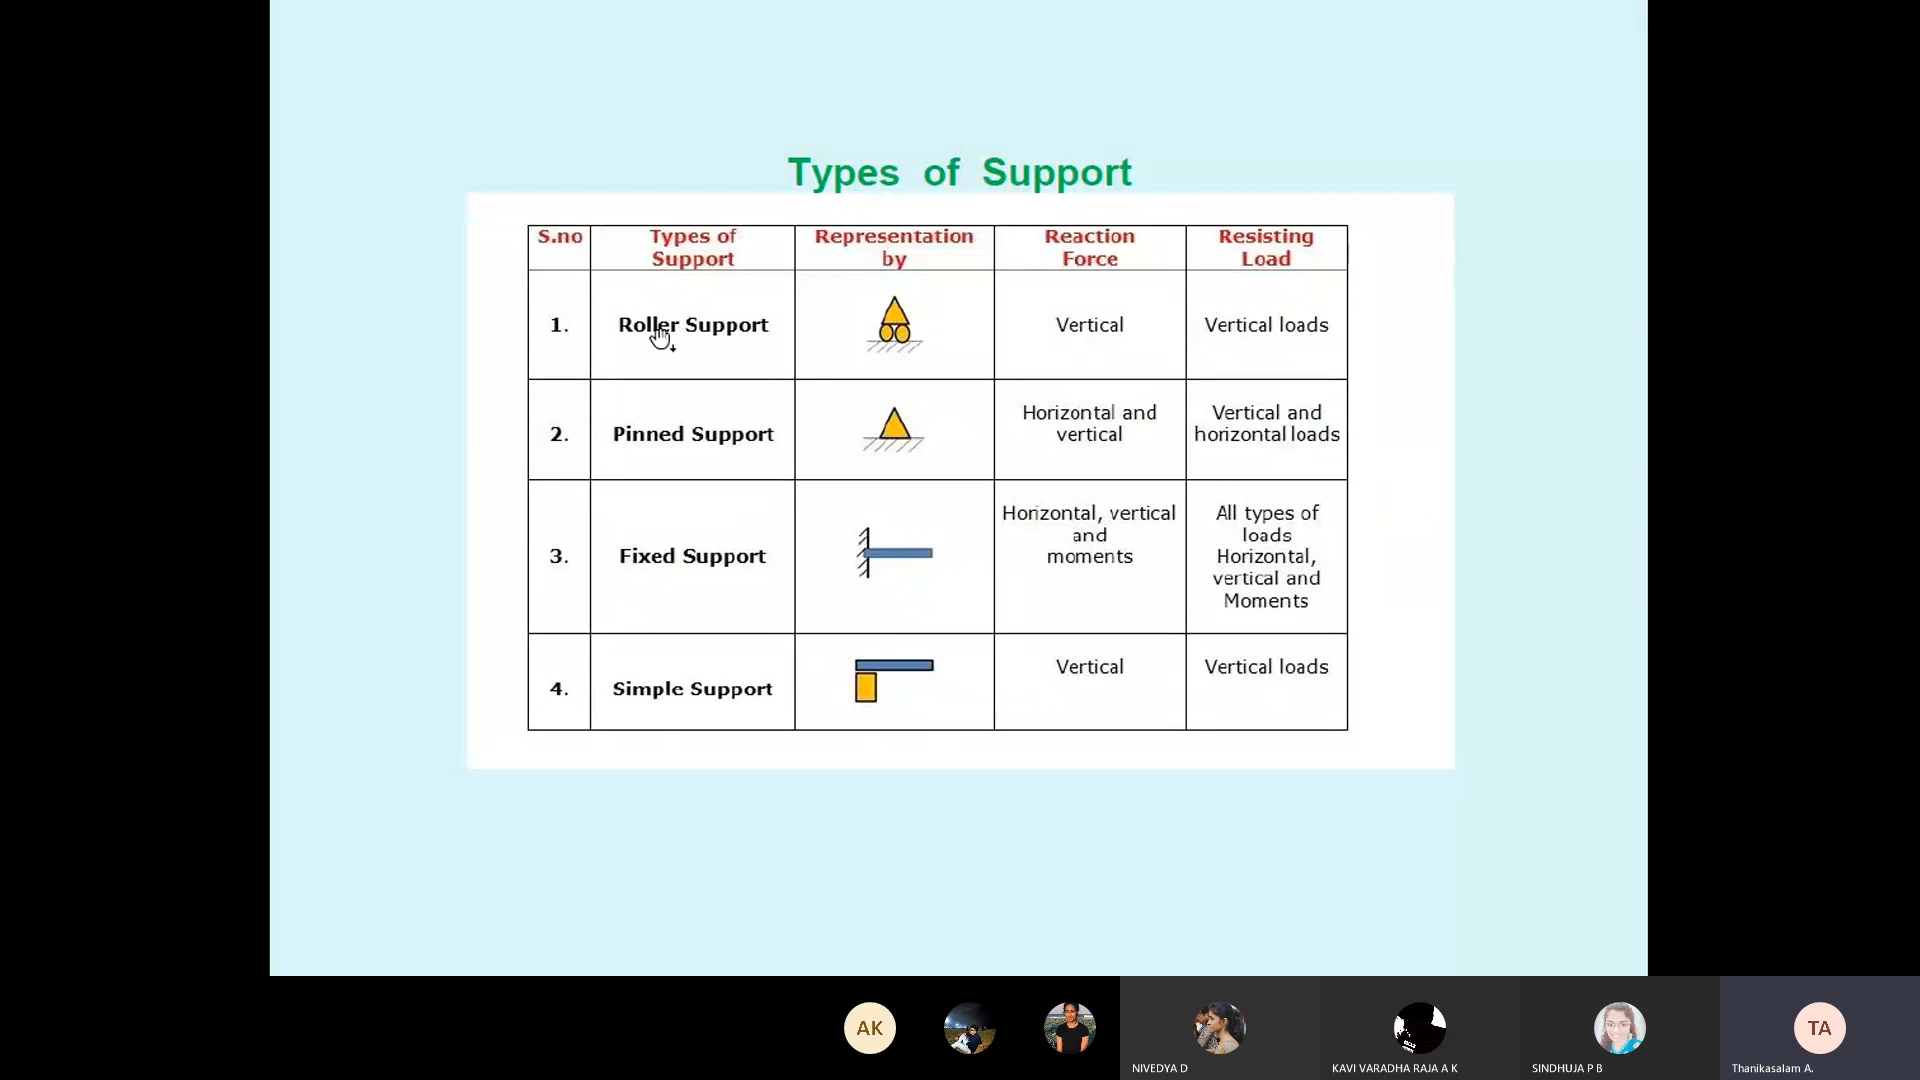 Types of Support
S.no
Types of
Support
Representation
by
Reaction
Force
Resisting
Load
1.
Roller Support
Vertical
Vertical loads
2.
Pinned Support
Horizontal and
vertical
Vertical and
horizontal loads
3.
Fixed Support
Horizontal, vertical
and
moments
All types of
loads
Horizontal,
vertical and
Moments
4.
Simple Support
Vertical
Vertical loads
AK
TA
NIVEDYA D
KAVI VARADHA RAJA A K
SINDHUJA P B
Thanikasalam A.